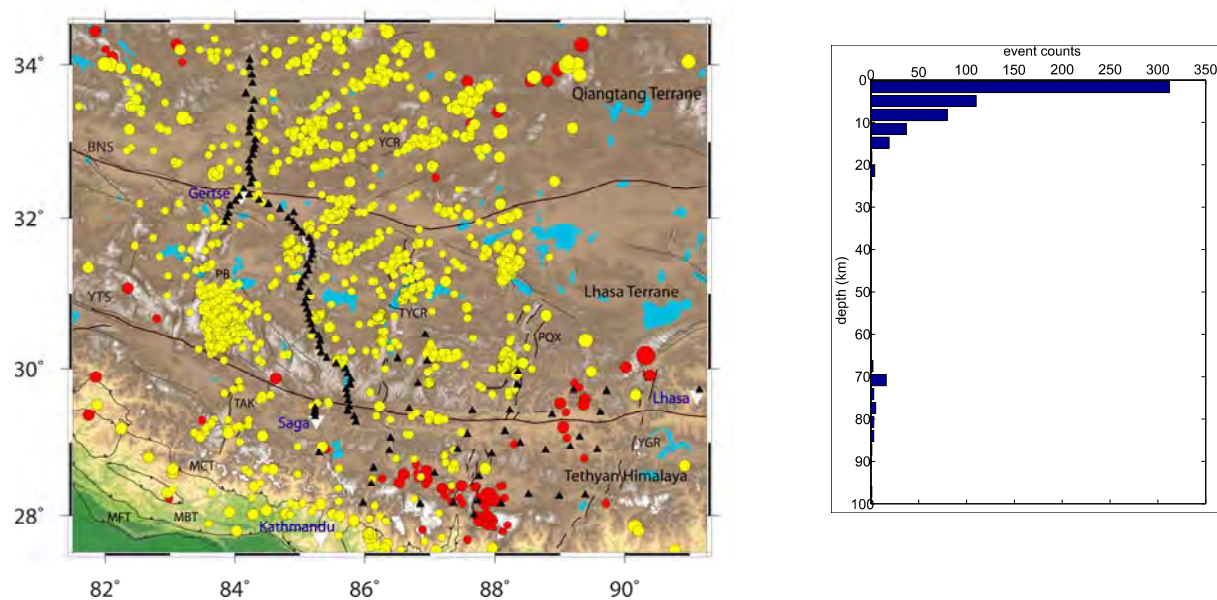 34°
32°
30°
28°
82°
84°
86°
88°
90°
Qiangtang Terrane
YCR
BNS
Gertse
PB
Lhasa Terrane
YTS
TYCR
PQX
TAK
Saga
Lhasa
YGR
MCT
Tethyan Himalaya
MFT
MBT
Kathmandu
event counts
0
50
100
150
200
250
300
350
depth (km)
0
10
20
30
40
50
60
70
80
90
100